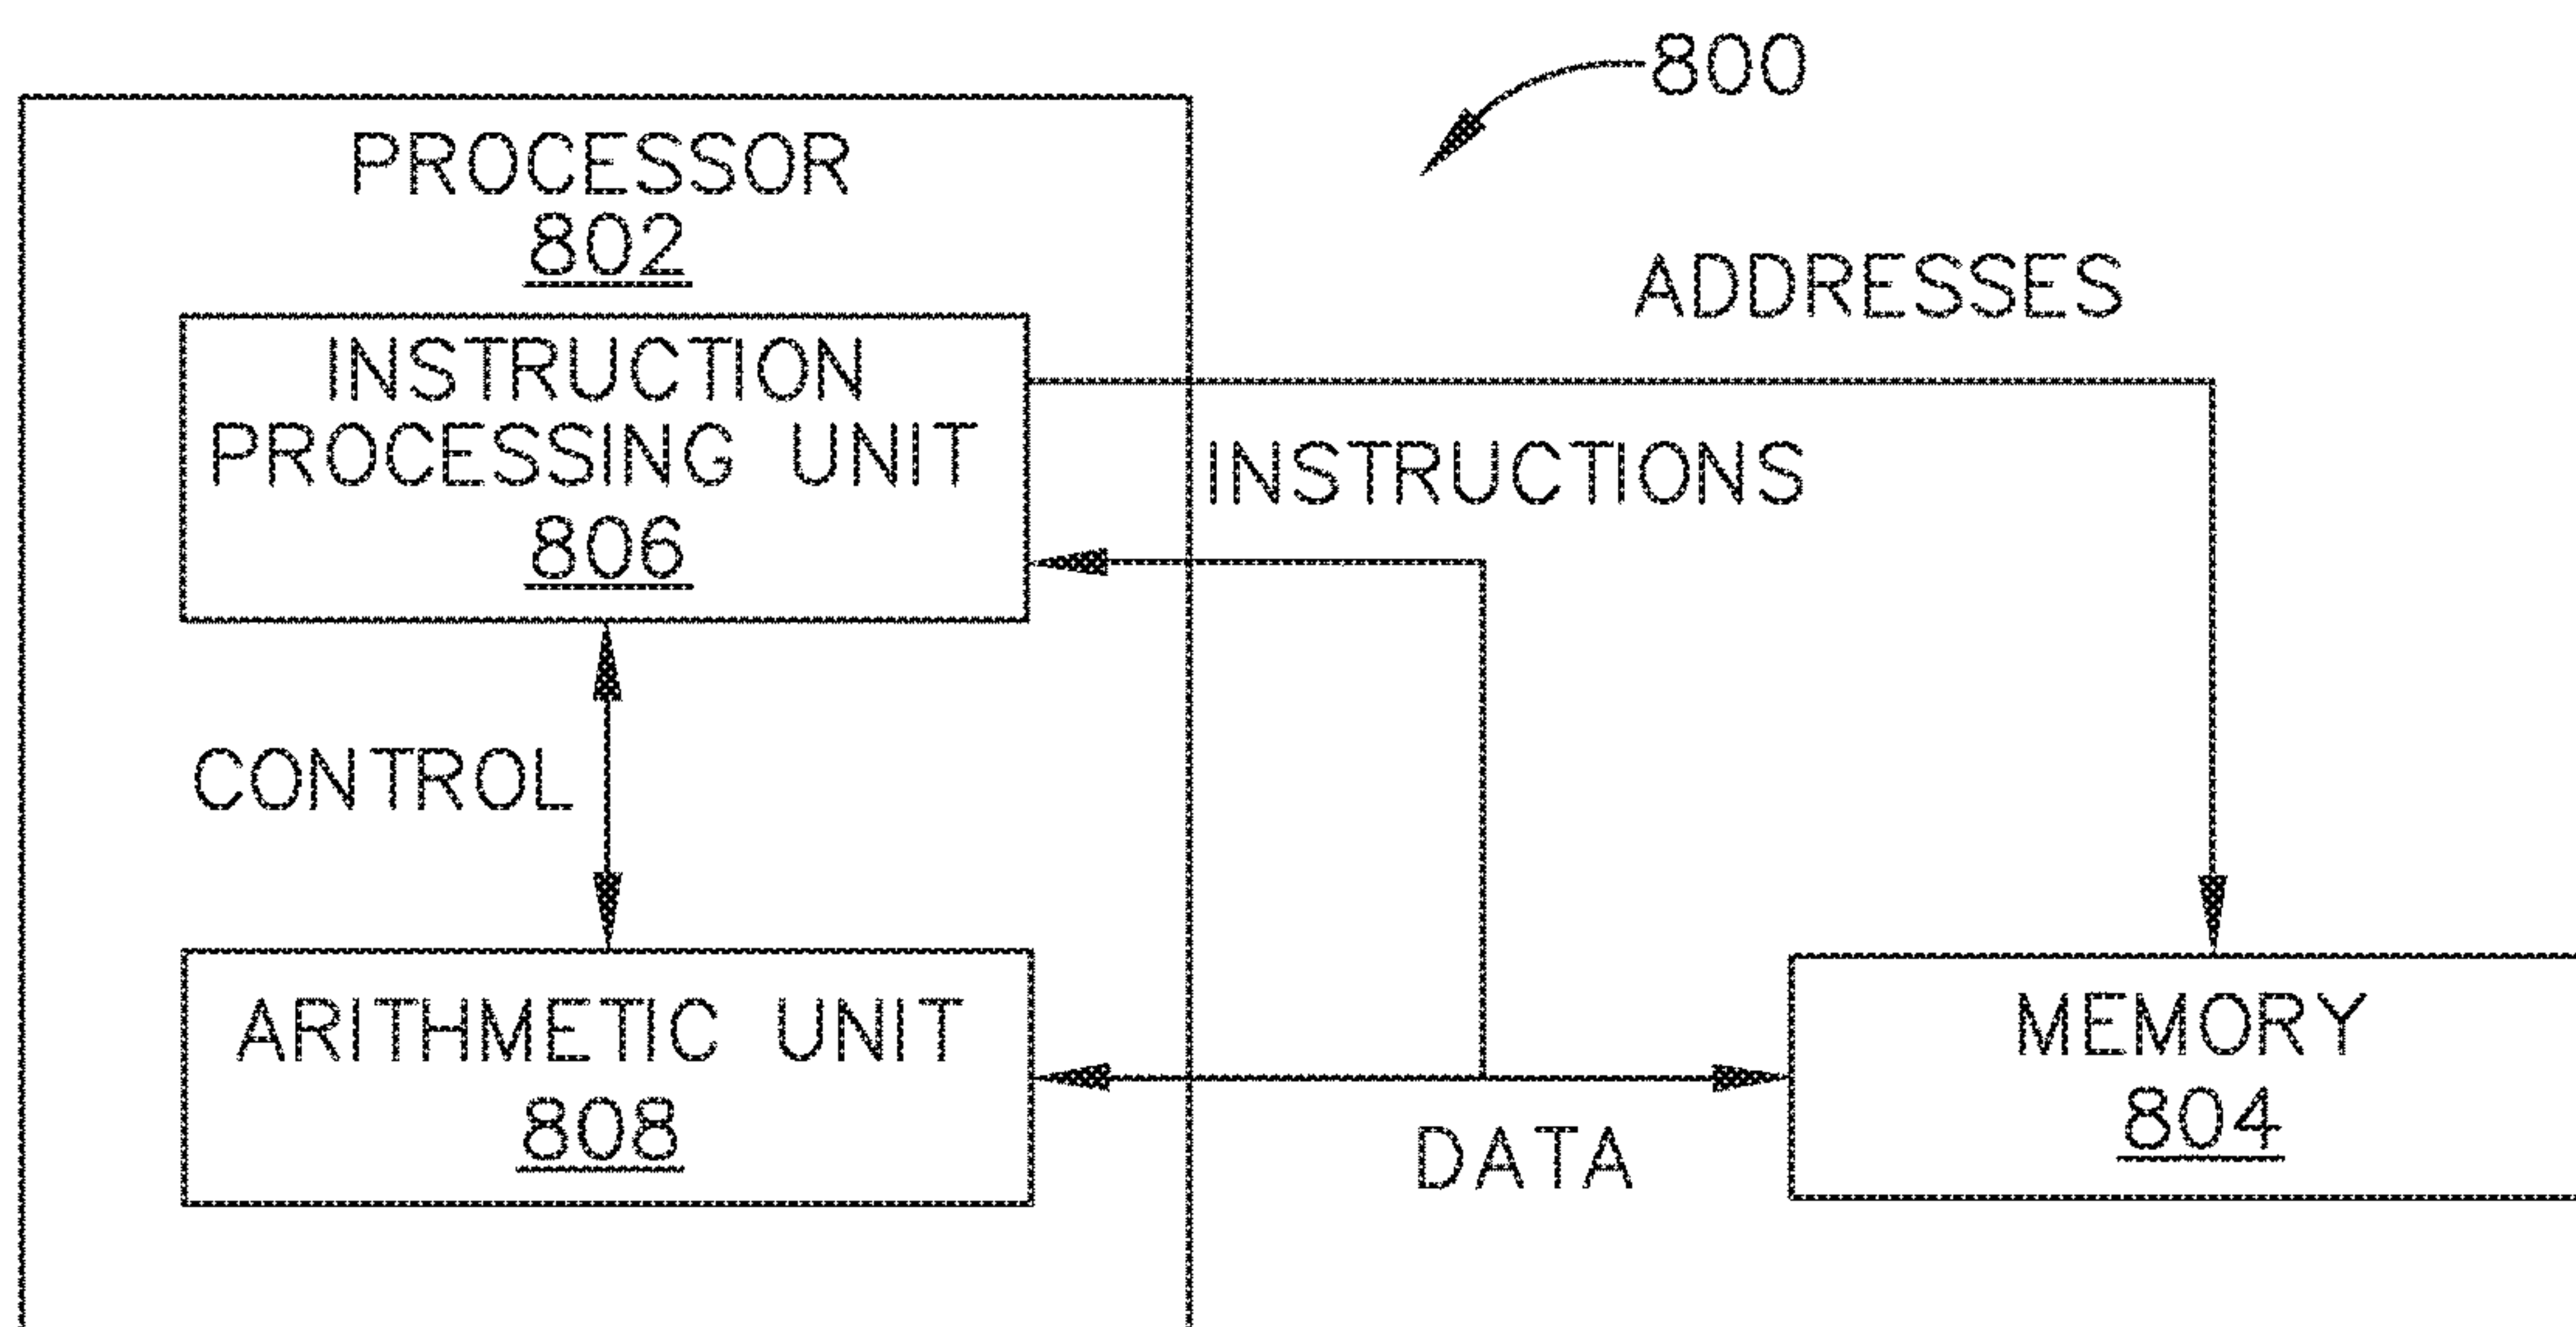 800
PROCESSOR
802
ADDRESSES
INSTRUCTION
PROCESSING UNIT
806
INSTRUCTIONS
CONTROL
ARITHMETIC UNIT
808
DATA
MEMORY
804